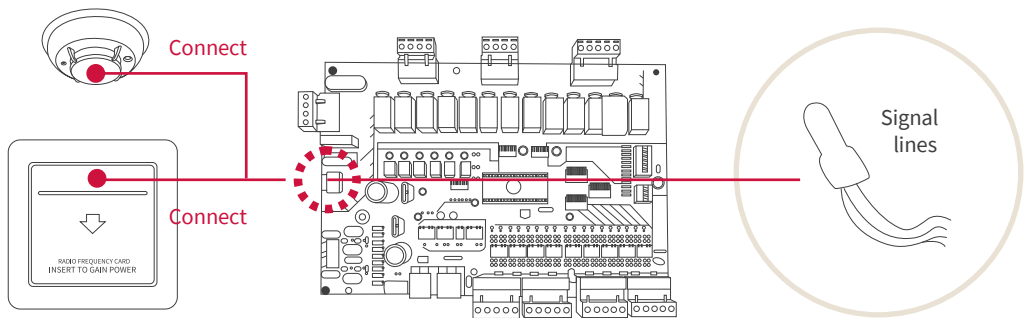 Connect
Signal
lines
Connect
RADIO FREQUENCY CARD
INSERT TO GAIN POWER